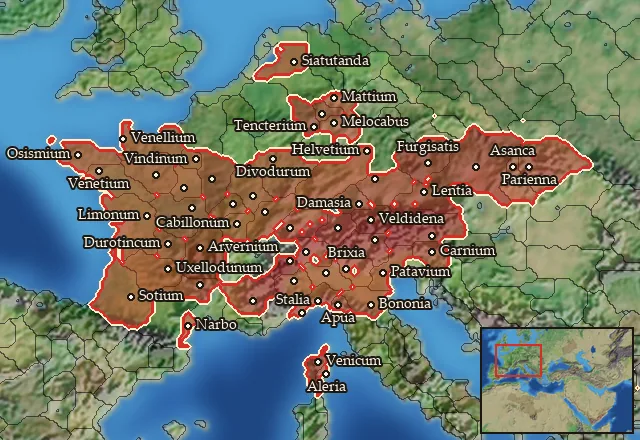 Siatutanda
Mattium
Tencterium
Melocabus
Venellium
Helvetium
Furgisatis
Osismium
Vindinum
Asanca
Divodurum
Venetium
Parienna
Lentia
Damasia
Limonum
Cabillonum
Veldidena
Durotincum
Arvernium
Brixia
Carnium
Uxellodunum
Patavium
Sotium
Stalia
Bononia
Apua
Narbo
Venicum
Aleria